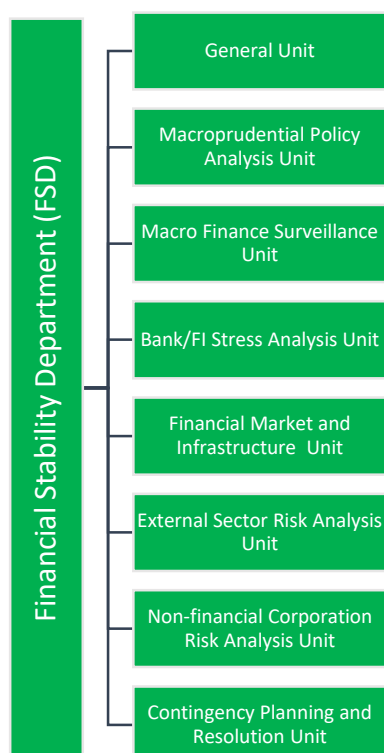 Financial Stability Department (FSD)
General Unit
Macroprudential Policy
Analysis Unit
Macro Finance Surveillance
Unit
Bank/FI Stress Analysis Unit
Financial Market and
Infrastructure Unit
External Sector Risk Analysis
Unit
Non-financial Corporation
Risk Analysis Unit
Contingency Planning and
Resolution Unit